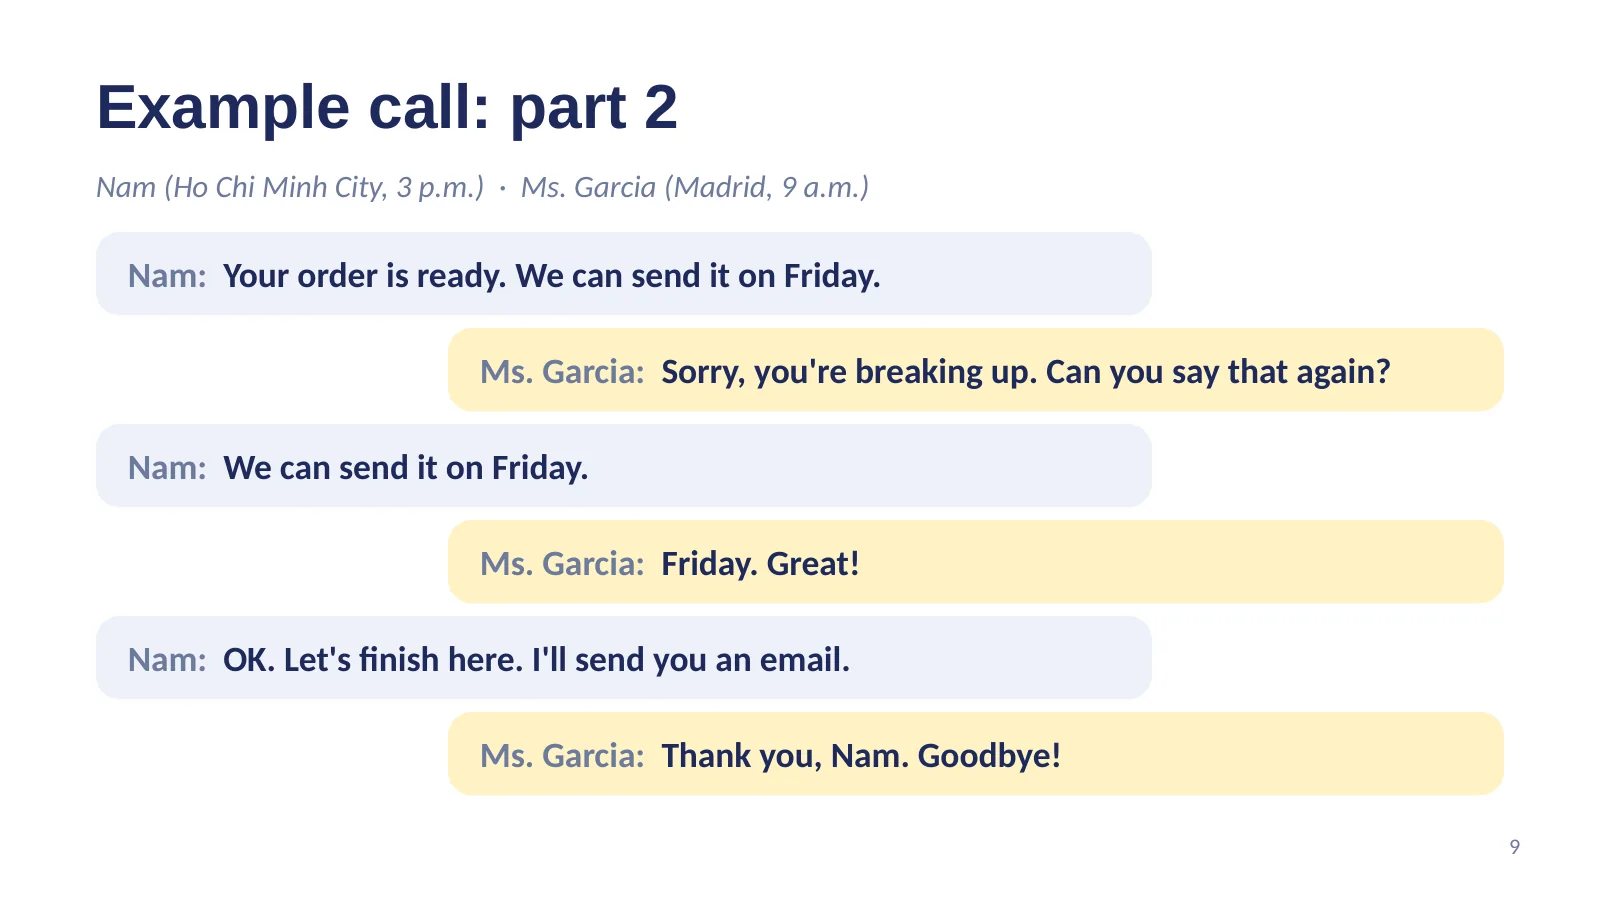 Example call: part 2
Nam (Ho Chi Minh City, 3 p.m.) · Ms. Garcia (Madrid, 9 a.m.)
Nam: Your order is ready. We can send it on Friday.
Ms. Garcia: Sorry, you're breaking up. Can you say that again?
Nam: We can send it on Friday.
Ms. Garcia: Friday. Great!
Nam: OK. Let's finish here. I'll send you an email.
Ms. Garcia: Thank you, Nam. Goodbye!
9